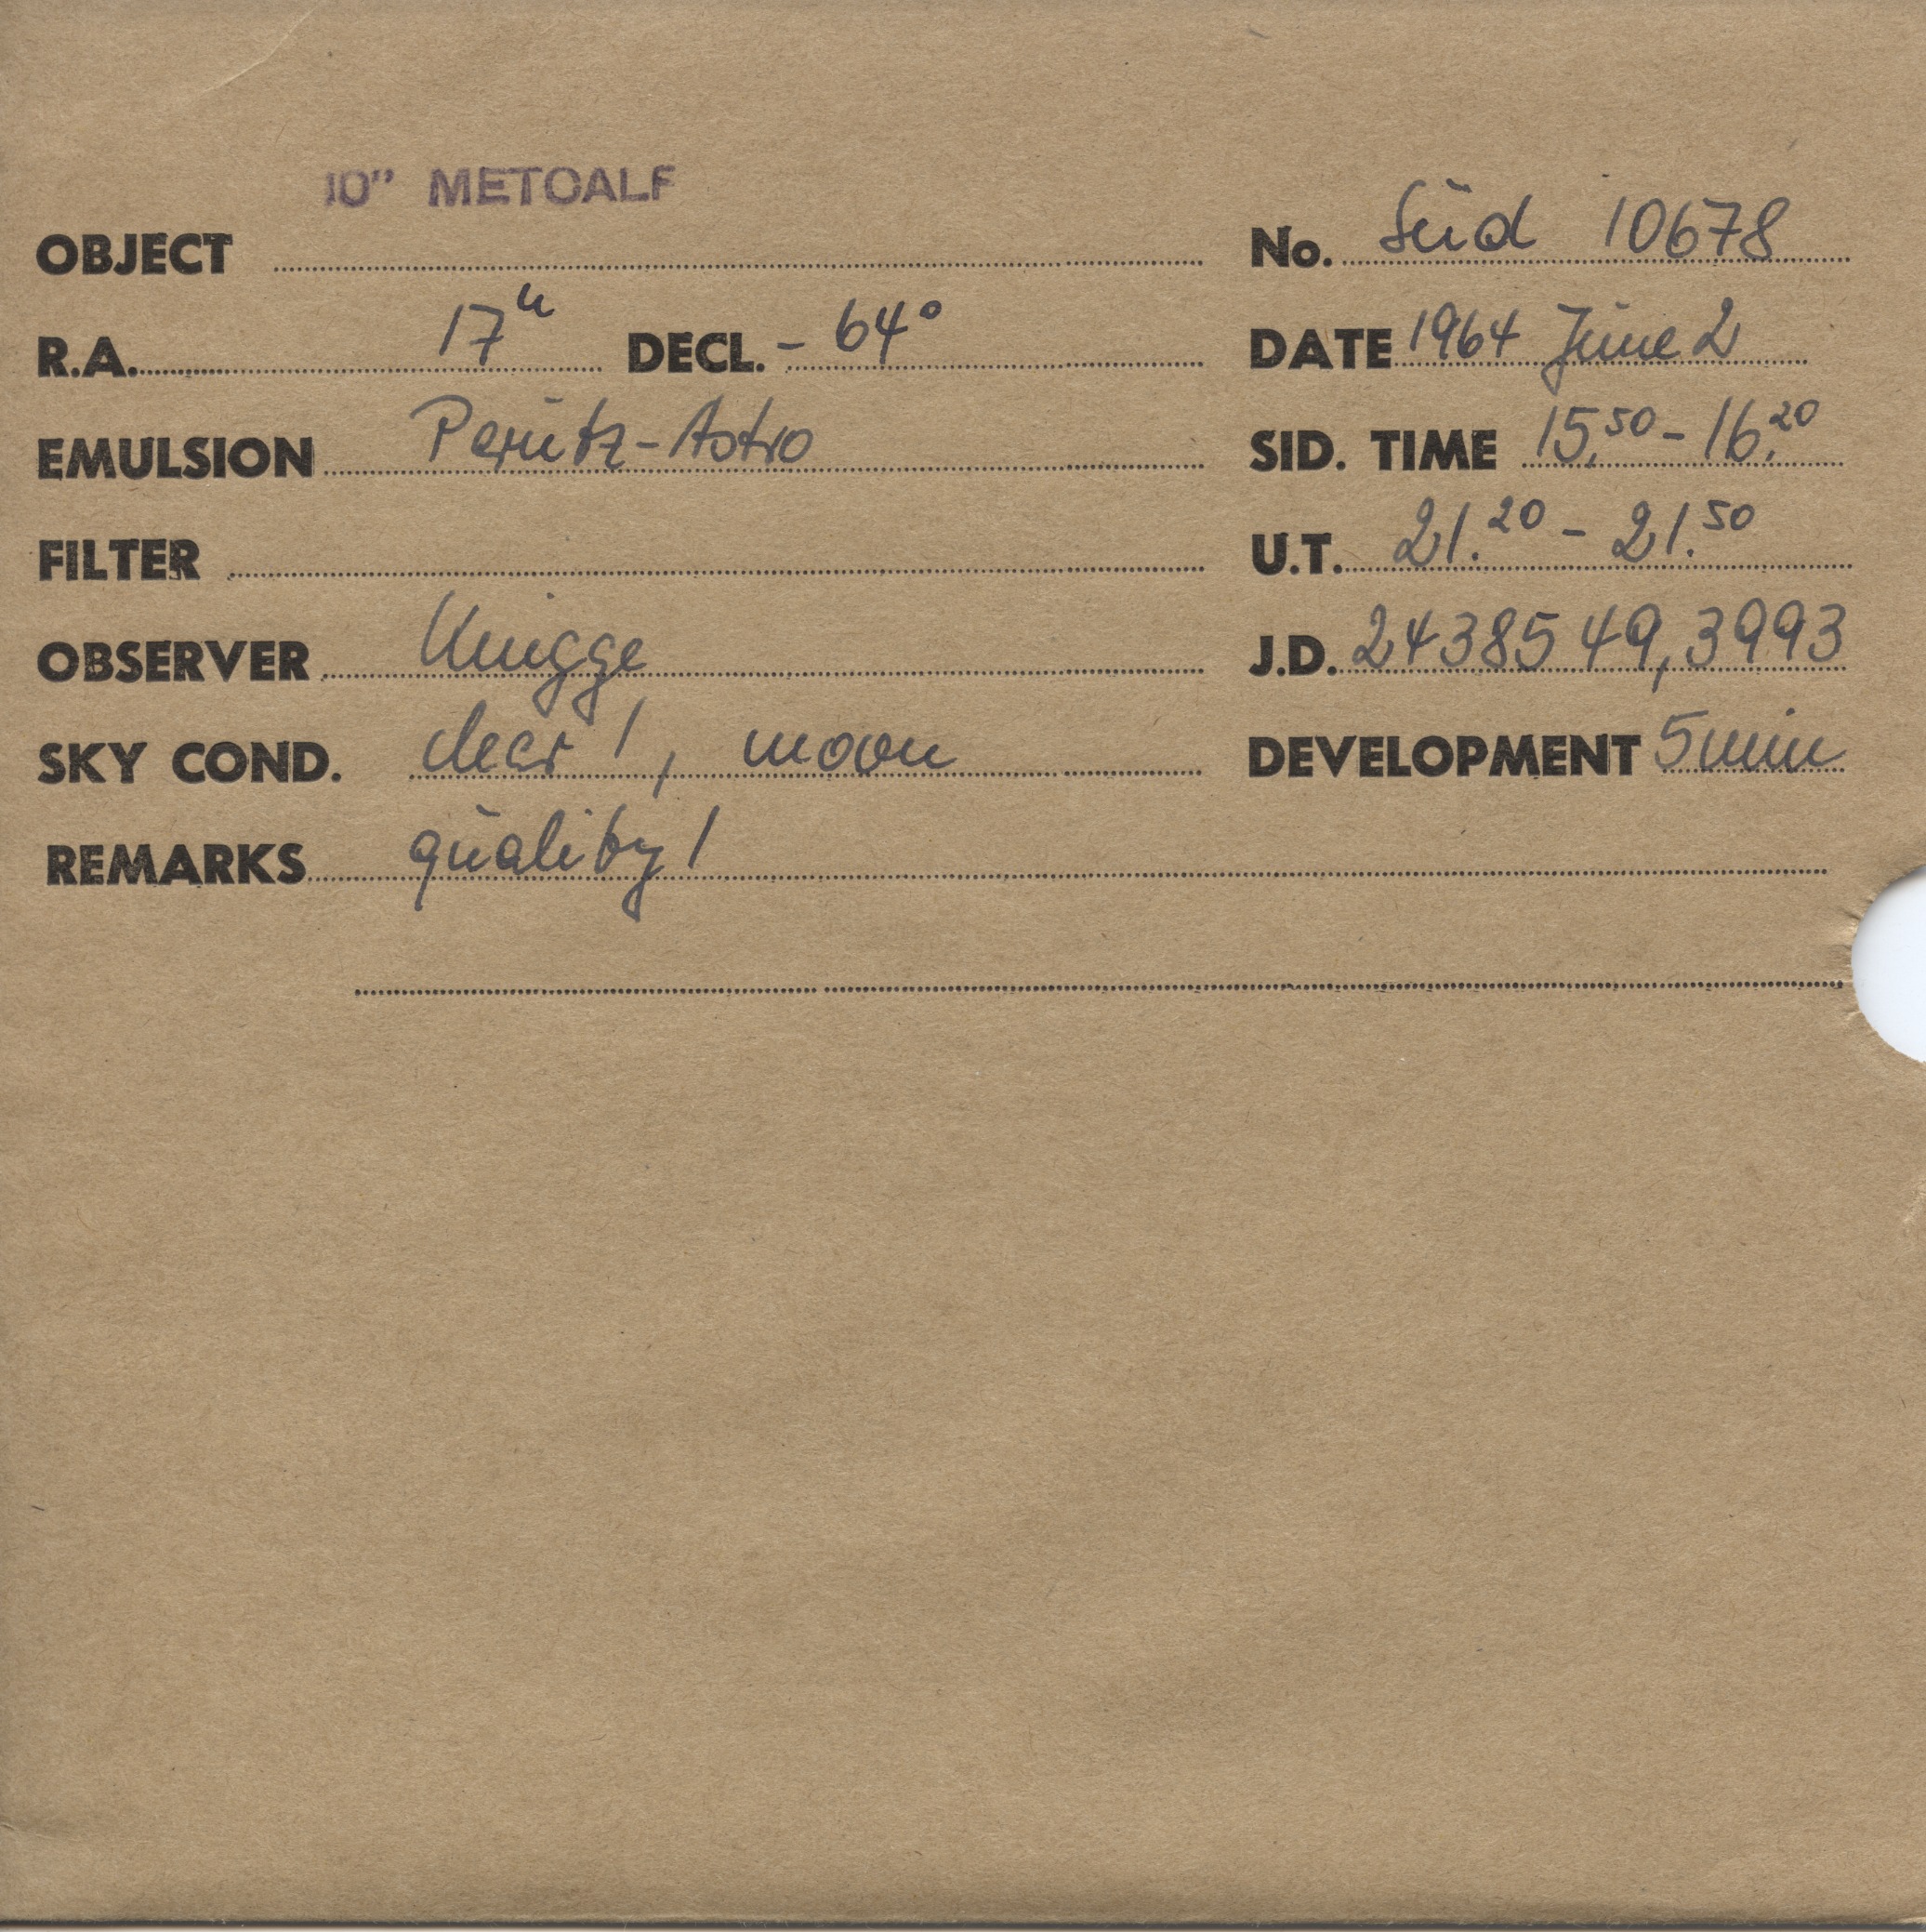 10" METCALF
OBJECT No. Süd 10678
R.A. 17h DECL. - 64° DATE 1964 June 2
EMULSION Perutz-Astro SID. TIME 15.50 - 16.20
FILTER U.T. 21.20 - 21.50
OBSERVER Knigge J.D. 2438549,3993
SKY COND. clear 1, moon DEVELOPMENT 5 min
REMARKS quality 1